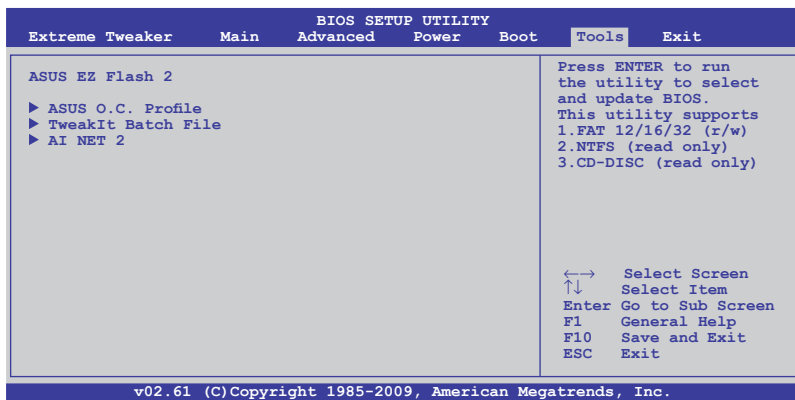 BIOS SETUP UTILITY
Extreme Tweaker Main Advanced Power Boot Tools Exit
ASUS EZ Flash 2
▶ ASUS O.C. Profile
▶ TweakIt Batch File
▶ AI NET 2
Press ENTER to run
the utility to select
and update BIOS.
This utility supports
1.FAT 12/16/32 (r/w)
2.NTFS (read only)
3.CD-DISC (read only)
←→ Select Screen
↑↓ Select Item
Enter Go to Sub Screen
F1 General Help
F10 Save and Exit
ESC Exit
v02.61 (C)Copyright 1985-2009, American Megatrends, Inc.